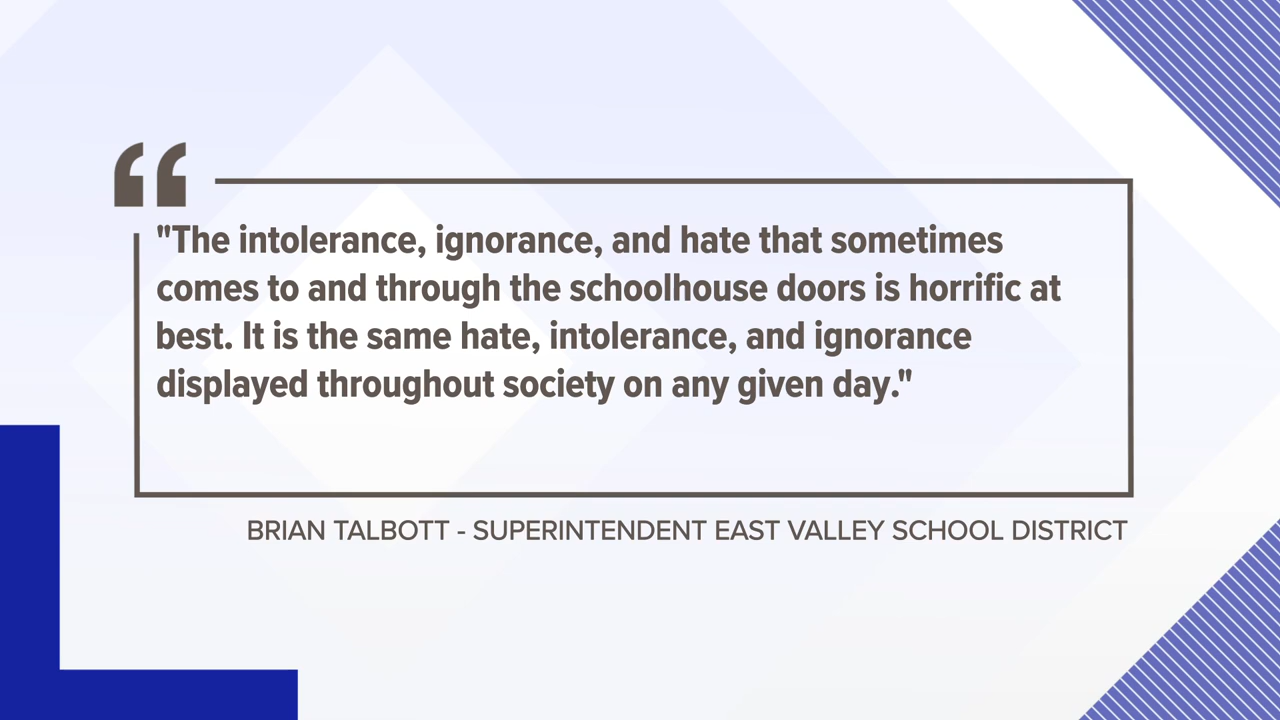 "The intolerance, ignorance, and hate that sometimes
comes to and through the schoolhouse doors is horrific at
best. It is the same hate, intolerance, and ignorance
displayed throughout society on any given day."
BRIAN TALBOTT - SUPERINTENDENT EAST VALLEY SCHOOL DISTRICT